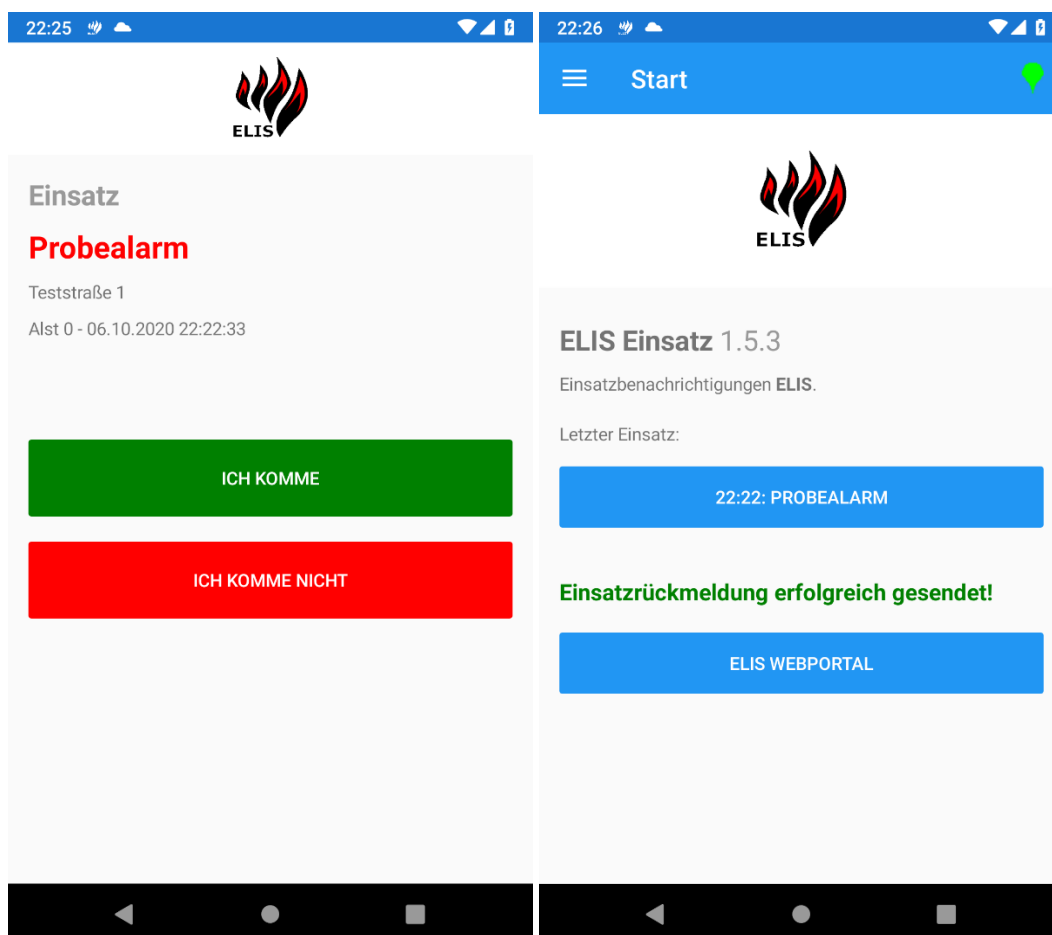 22:25
ELIS
Einsatz
Probealarm
Teststraße 1
Alst 0 - 06.10.2020 22:22:33
ICH KOMME
ICH KOMME NICHT
22:26
Start
ELIS
ELIS Einsatz 1.5.3
Einsatzbenachrichtigungen ELIS.
Letzter Einsatz:
22:22: PROBEALARM
Einsatzrückmeldung erfolgreich gesendet!
ELIS WEBPORTAL